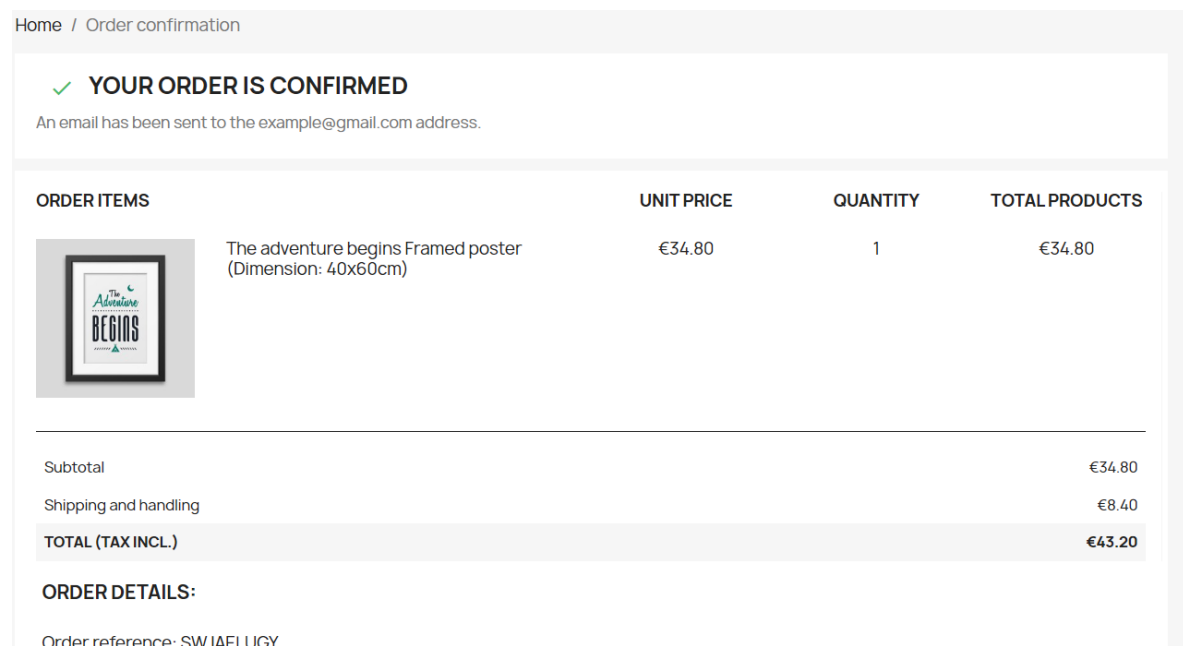 Home / Order confirmation
YOUR ORDER IS CONFIRMED
An email has been sent to the example@gmail.com address.
ORDER ITEMS UNIT PRICE QUANTITY TOTAL PRODUCTS
The adventure begins Framed poster €34.80 1 €34.80
(Dimension: 40x60cm)
The
Adventure
BEGINS
Subtotal €34.80
Shipping and handling €8.40
TOTAL (TAX INCL.) €43.20
ORDER DETAILS:
Order reference: